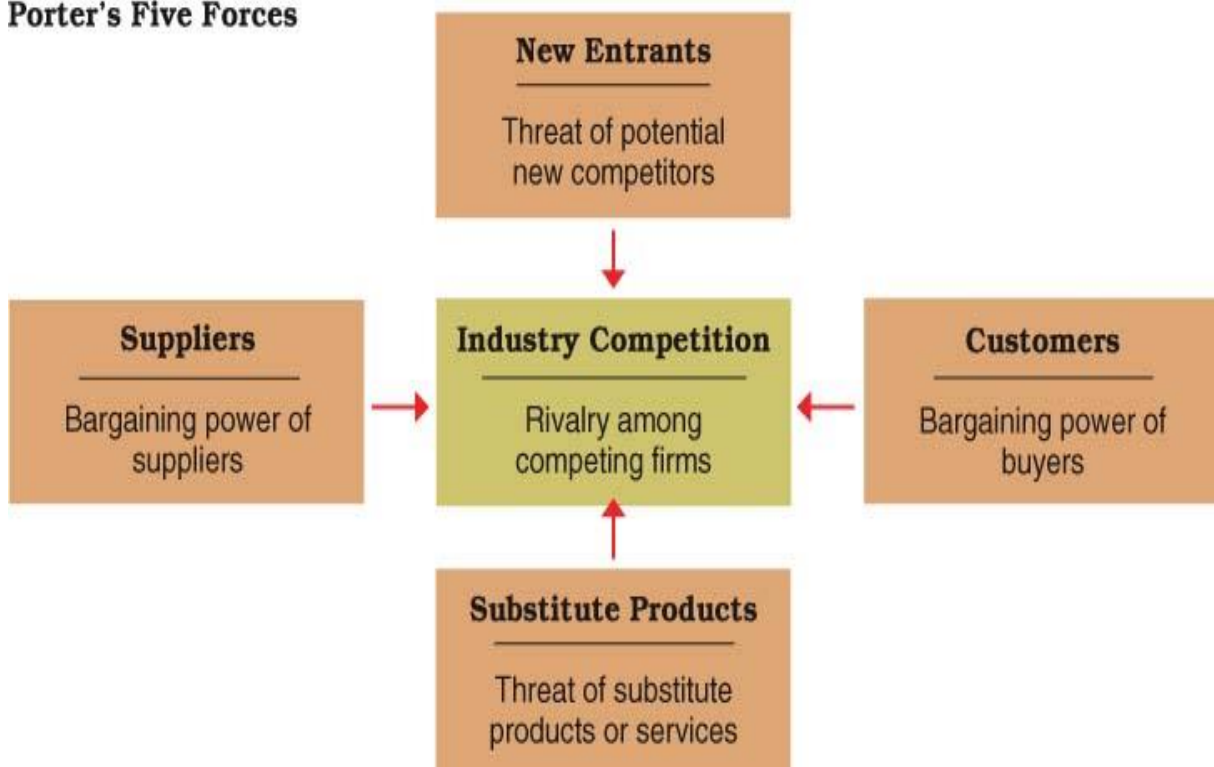 Porter's Five Forces
New Entrants
Threat of potential
new competitors
Suppliers
Bargaining power of
suppliers
Industry Competition
Rivalry among
competing firms
Customers
Bargaining power of
buyers
Substitute Products
Threat of substitute
products or services